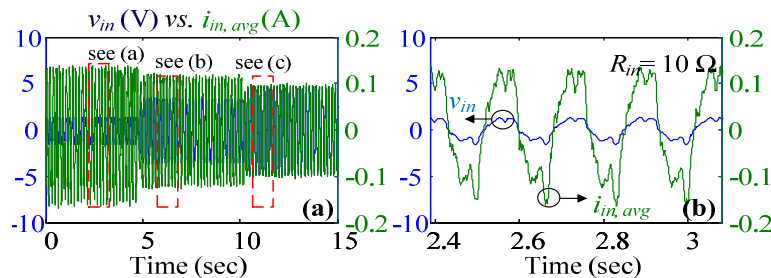 v_in (V) vs. i_in, avg (A)
10
5
0
-5
-10
see (a)
see (b)
see (c)
(a)
0.2
0.1
0
-0.1
-0.2
0 5 10 15
Time (sec)
10
5
0
-5
-10
R_in = 10 Ω
v_in
i_in, avg
(b)
0.2
0.1
0
-0.1
-0.2
2.4 2.6 2.8 3
Time (sec)